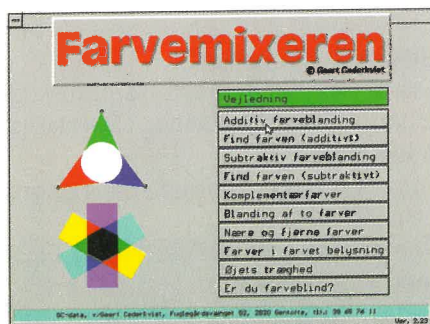 Farvemixeren
© Geert Cederkvist
Vejledning
Additiv farveblanding
Find farven (additivt)
Subtraktiv farveblanding
Find farven (subtraktivt)
Komplementærfarver
Blanding af to farver
Nære og fjerne farver
Farver i farvet belysning
Øjets træghed
Er du farveblind?
GC-data, v/Geert Cederkvist, Fuglegårdsvænget 52, 2820 Gentofte, tlf.:
Ver. 2.23